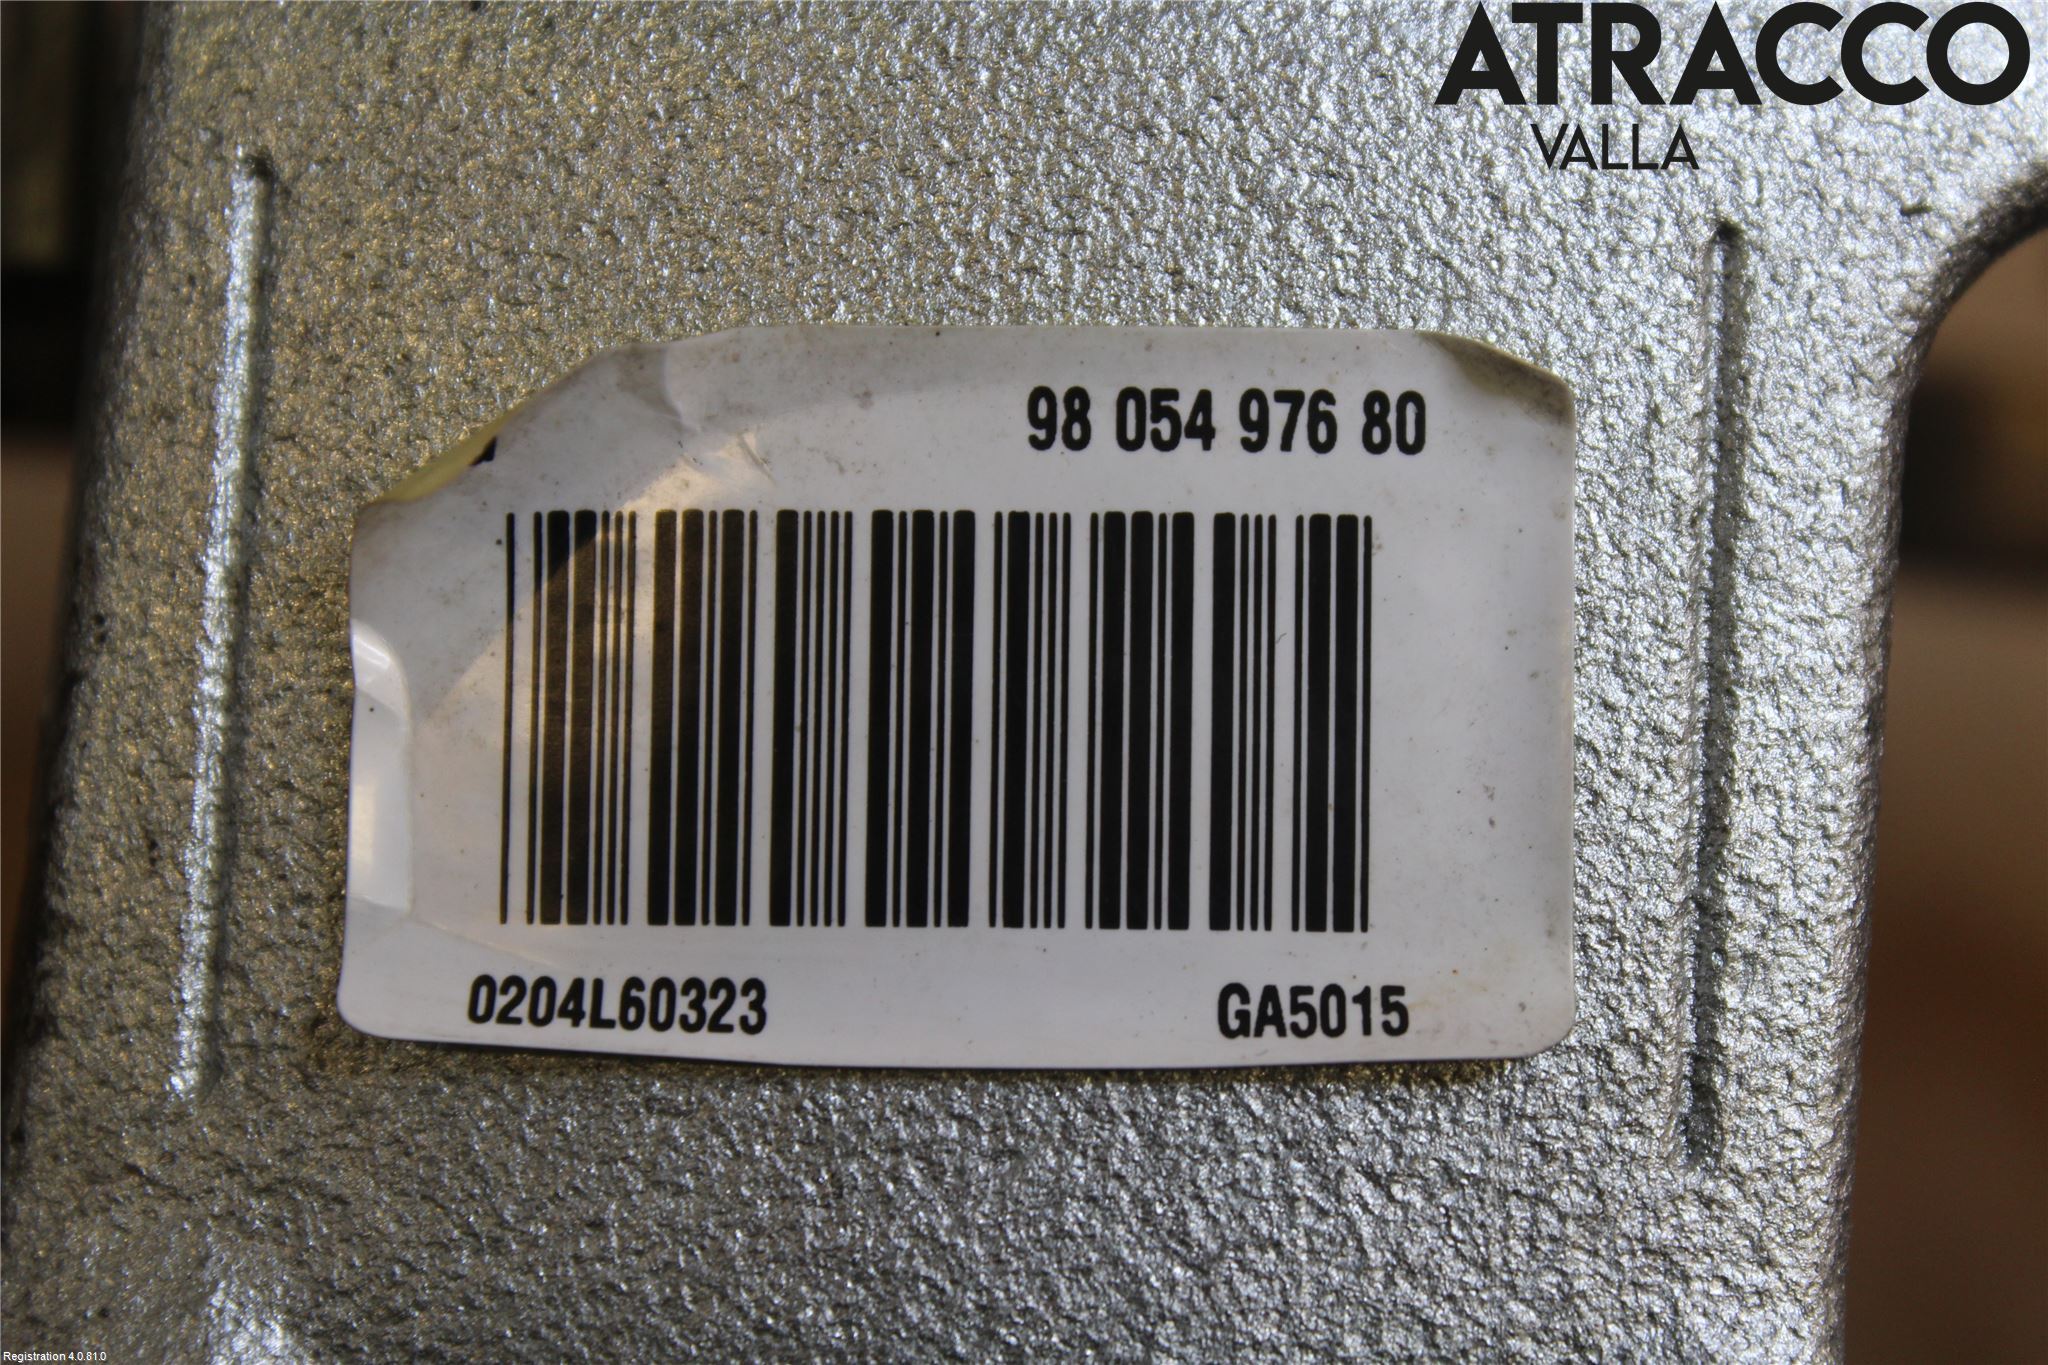 ATRACCO
VALLA
98 054 976 80
0204L60323
GA5015
Registration 4.0.81.0